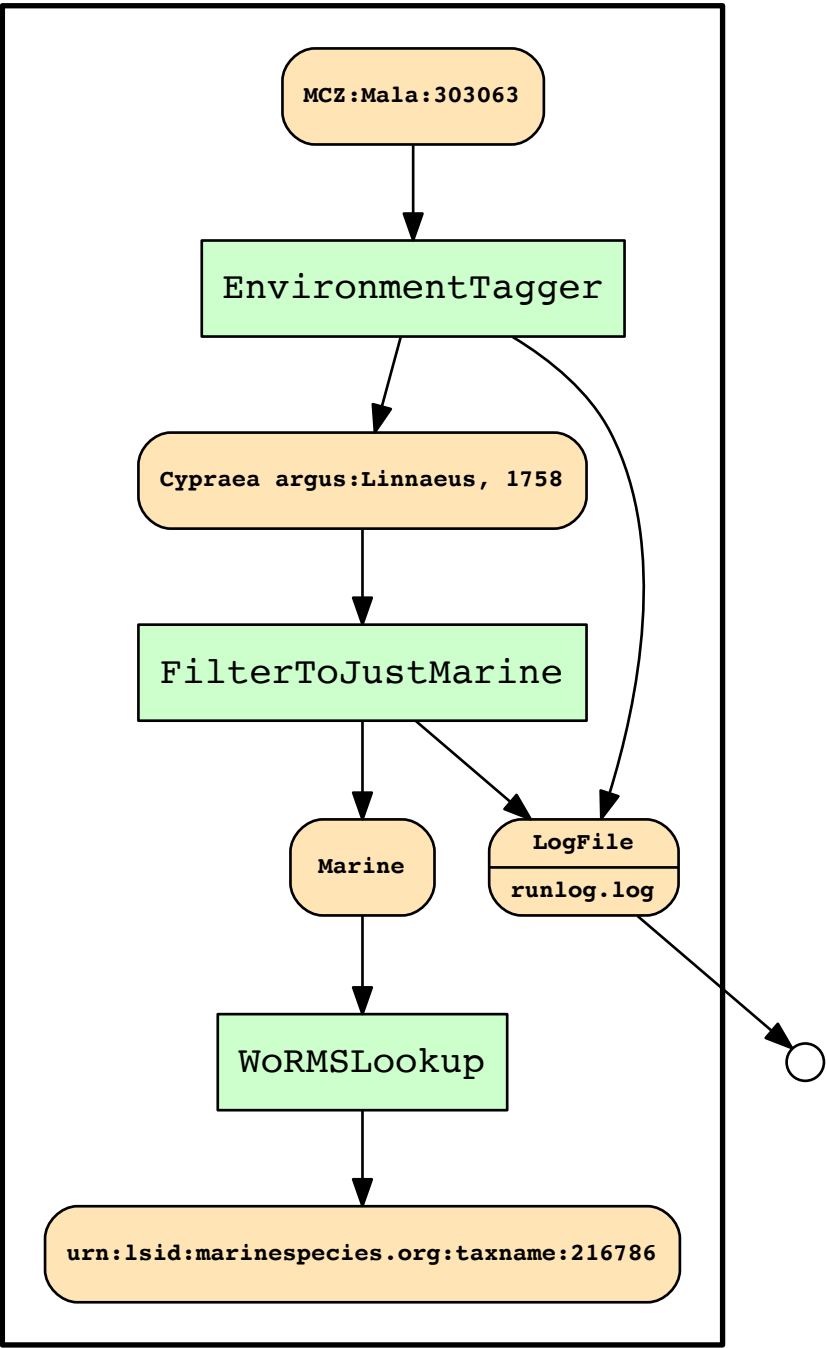 MCZ:Mala:303063
EnvironmentTagger
Cypraea argus:Linnaeus, 1758
FilterToJustMarine
Marine
LogFile
runlog.log
WoRMSLookup
urn:lsid:marinespecies.org:taxname:216786